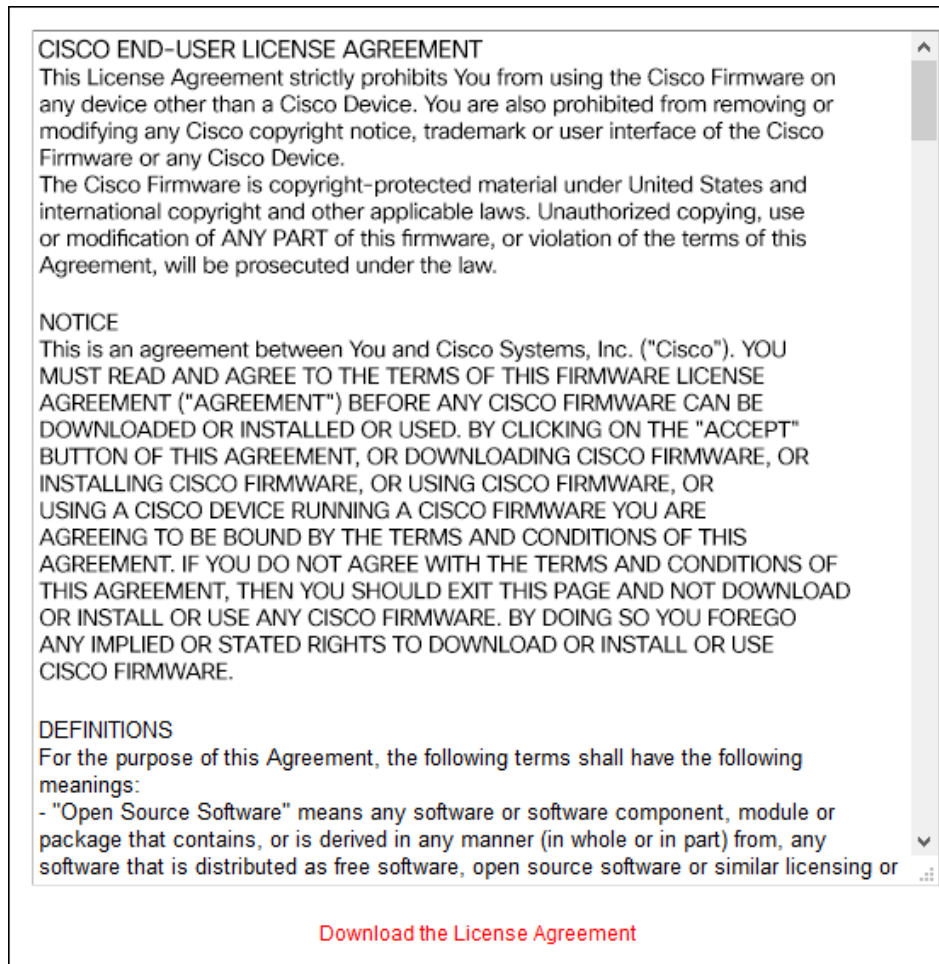 CISCO END-USER LICENSE AGREEMENT
This License Agreement strictly prohibits You from using the Cisco Firmware on
any device other than a Cisco Device. You are also prohibited from removing or
modifying any Cisco copyright notice, trademark or user interface of the Cisco
Firmware or any Cisco Device.
The Cisco Firmware is copyright-protected material under United States and
international copyright and other applicable laws. Unauthorized copying, use
or modification of ANY PART of this firmware, or violation of the terms of this
Agreement, will be prosecuted under the law.
NOTICE
This is an agreement between You and Cisco Systems, Inc. ("Cisco"). YOU
MUST READ AND AGREE TO THE TERMS OF THIS FIRMWARE LICENSE
AGREEMENT ("AGREEMENT") BEFORE ANY CISCO FIRMWARE CAN BE
DOWNLOADED OR INSTALLED OR USED. BY CLICKING ON THE "ACCEPT"
BUTTON OF THIS AGREEMENT, OR DOWNLOADING CISCO FIRMWARE, OR
INSTALLING CISCO FIRMWARE, OR USING CISCO FIRMWARE, OR
USING A CISCO DEVICE RUNNING A CISCO FIRMWARE YOU ARE
AGREEING TO BE BOUND BY THE TERMS AND CONDITIONS OF THIS
AGREEMENT. IF YOU DO NOT AGREE WITH THE TERMS AND CONDITIONS OF
THIS AGREEMENT, THEN YOU SHOULD EXIT THIS PAGE AND NOT DOWNLOAD
OR INSTALL OR USE ANY CISCO FIRMWARE. BY DOING SO YOU FOREGO
ANY IMPLIED OR STATED RIGHTS TO DOWNLOAD OR INSTALL OR USE
CISCO FIRMWARE.
DEFINITIONS
For the purpose of this Agreement, the following terms shall have the following
meanings:
- "Open Source Software" means any software or software component, module or
package that contains, or is derived in any manner (in whole or in part) from, any
software that is distributed as free software, open source software or similar licensing or
Download the License Agreement